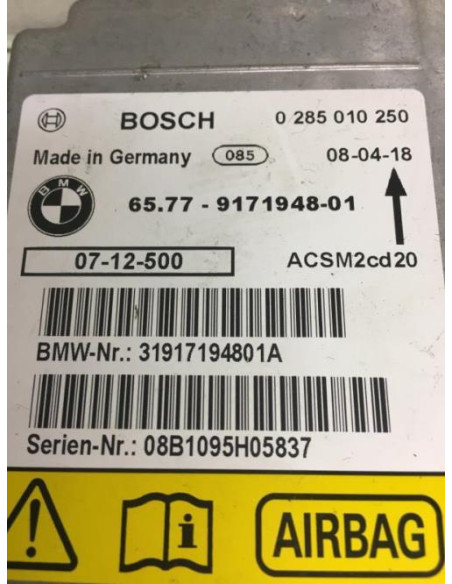 BOSCH 0 285 010 250
Made in Germany 085 08-04-18
BMW 65.77 - 9171948-01
07-12-500 ACSM2cd20
BMW-Nr.: 31917194801A
Serien-Nr.: 08B1095H05837
! i AIRBAG